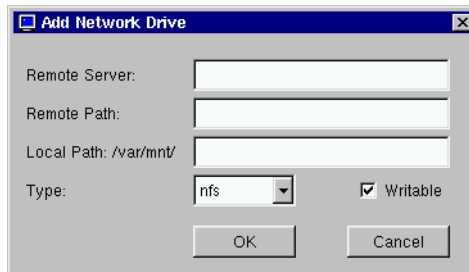 Add Network Drive
Remote Server:
Remote Path:
Local Path: /var/mnt/
Type: nfs Writable
OK Cancel